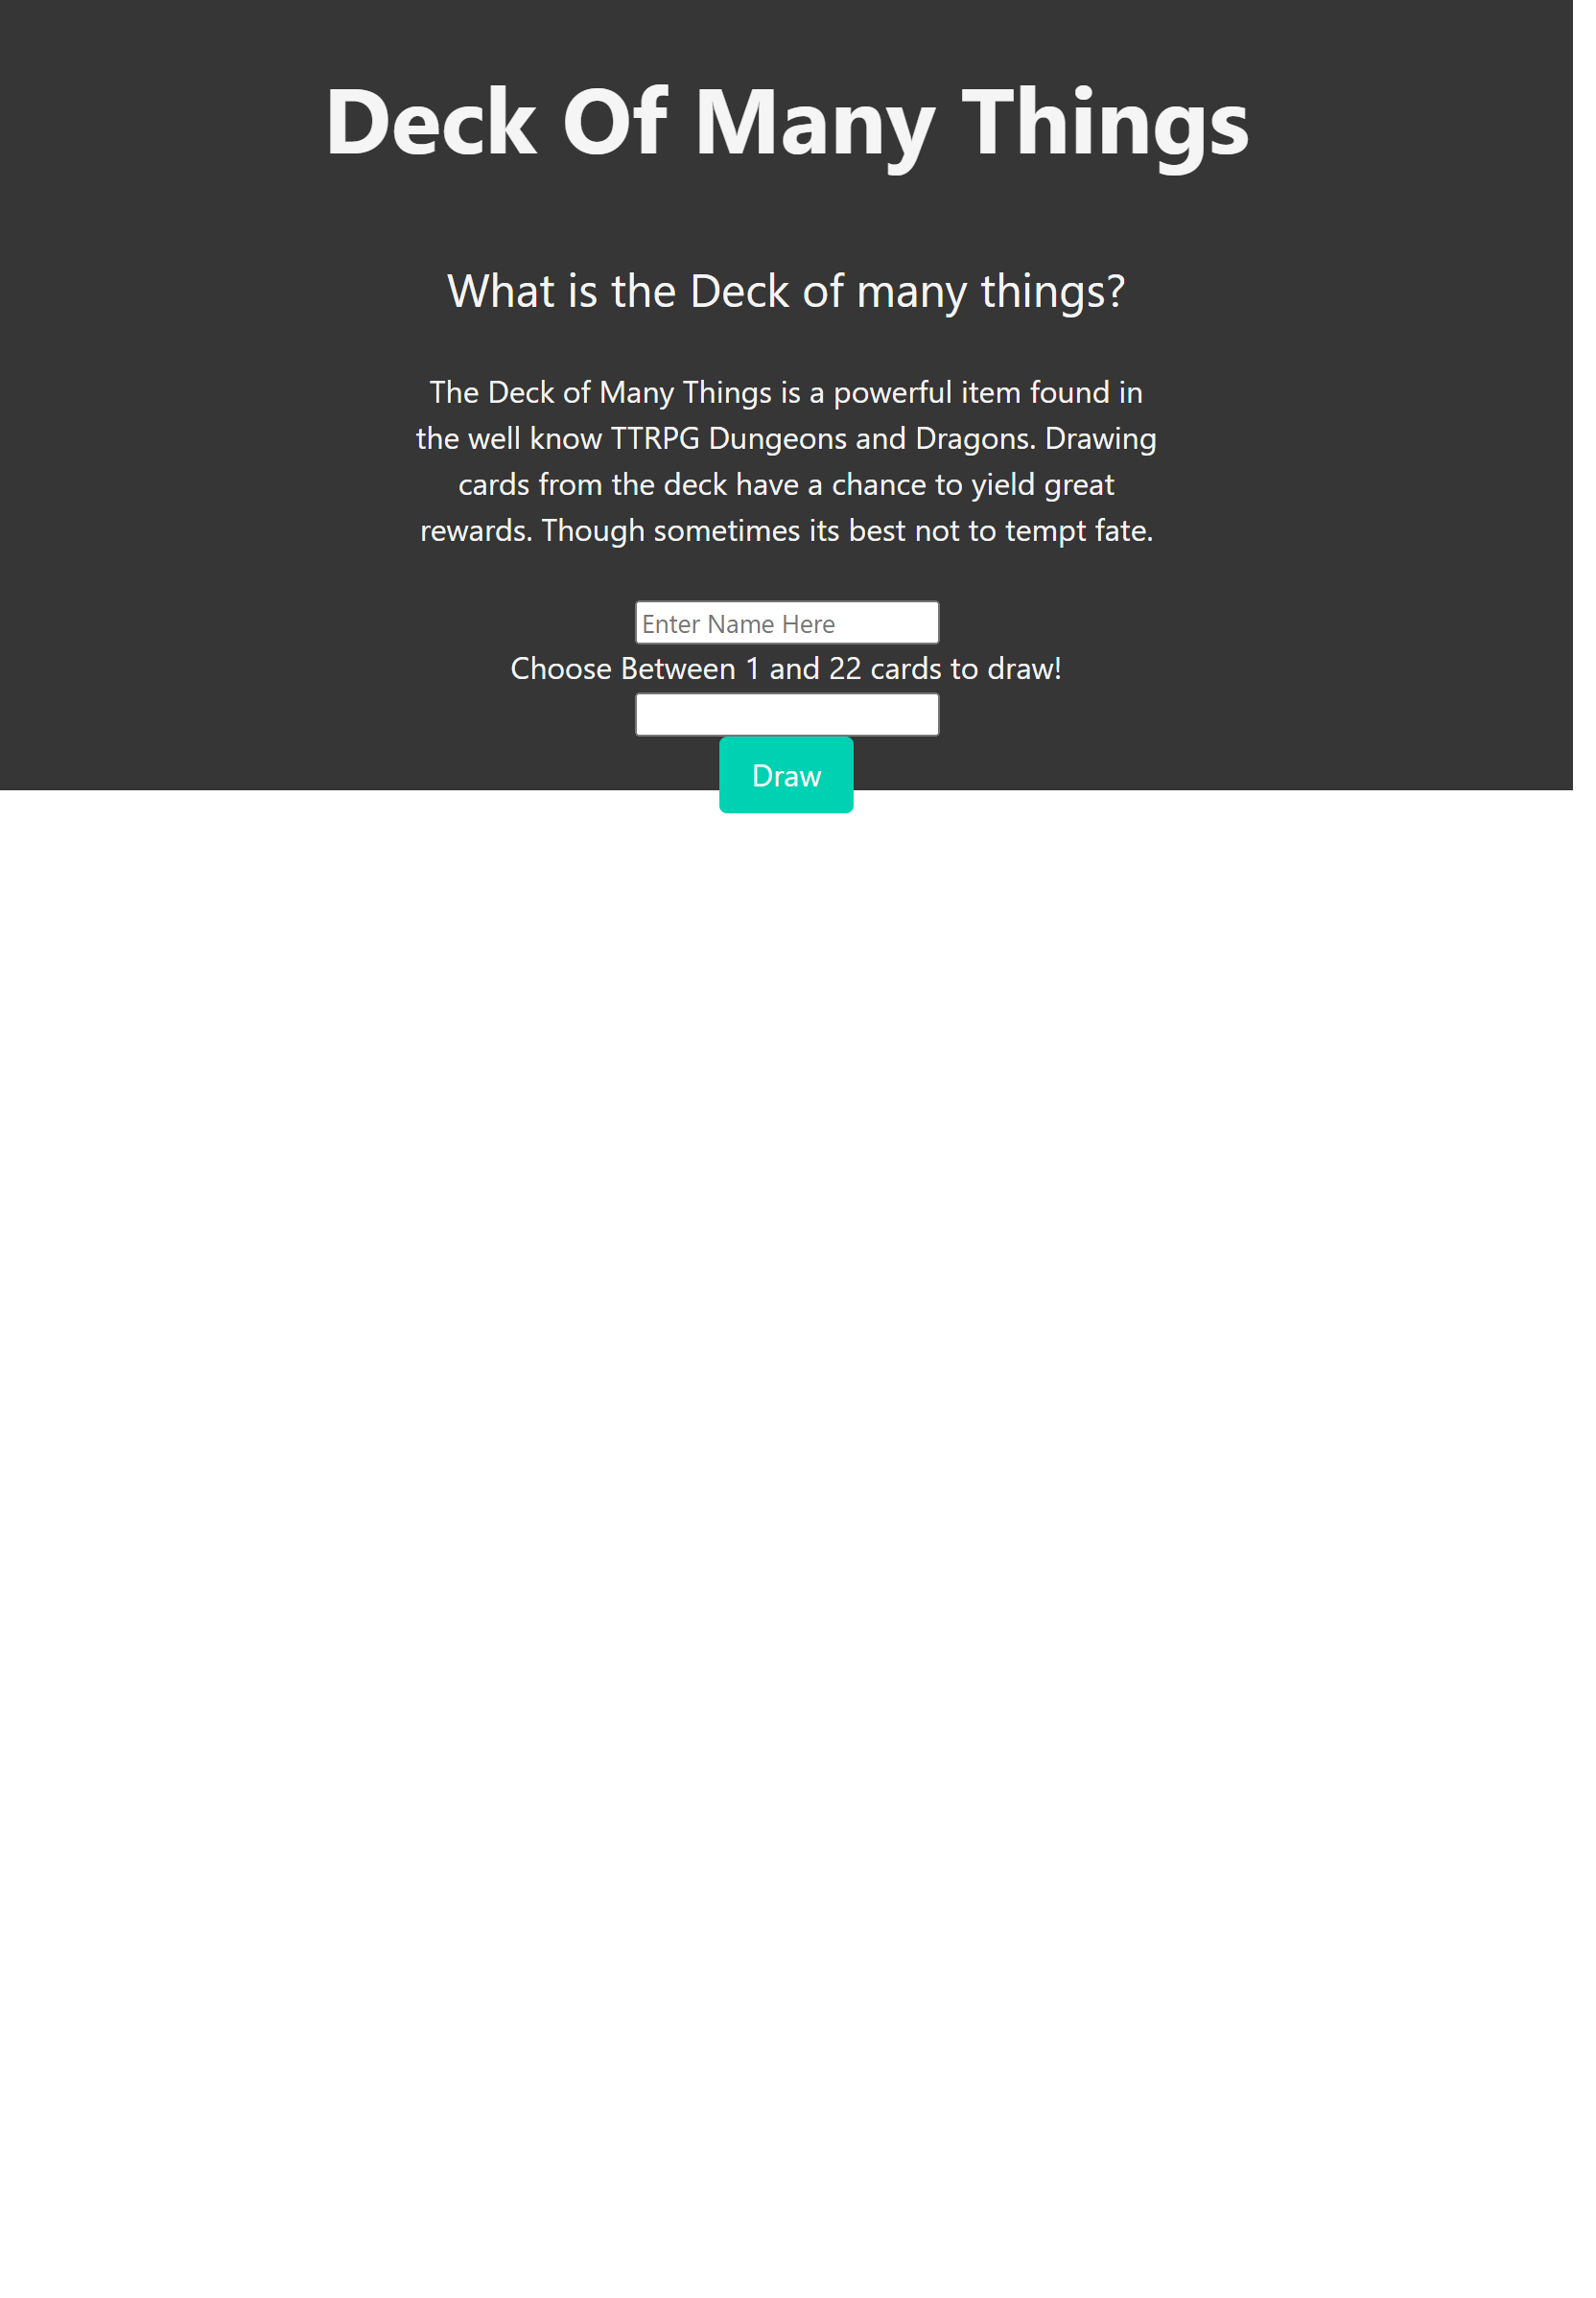 Deck Of Many Things
What is the Deck of many things?
The Deck of Many Things is a powerful item found in
the well know TTRPG Dungeons and Dragons. Drawing
cards from the deck have a chance to yield great
rewards. Though sometimes its best not to tempt fate.
Enter Name Here
Choose Between 1 and 22 cards to draw!
Draw